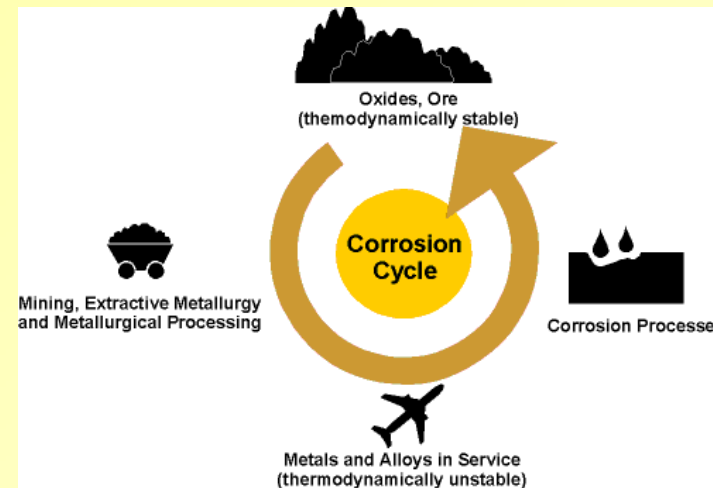 Oxides, Ore
(themodynamically stable)
Corrosion
Cycle
Mining, Extractive Metallurgy
and Metallurgical Processing
Corrosion Processe
Metals and Alloys in Service
(thermodynamically unstable)